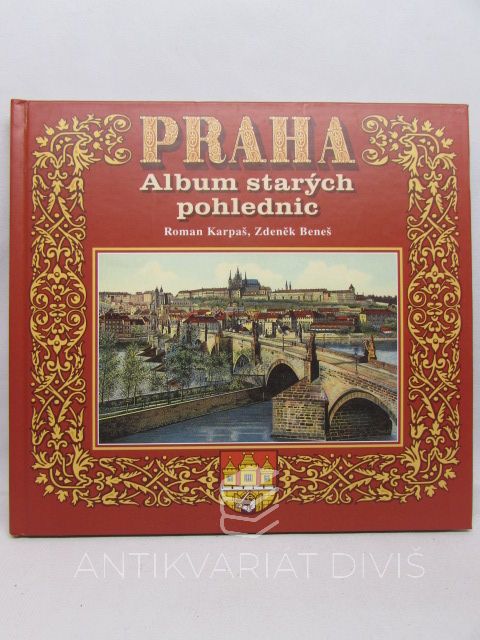 PRAHA
Album starých
pohlednic
Roman Karpaš, Zdeněk Beneš
ANTIKVARIÁT DIVIŠ